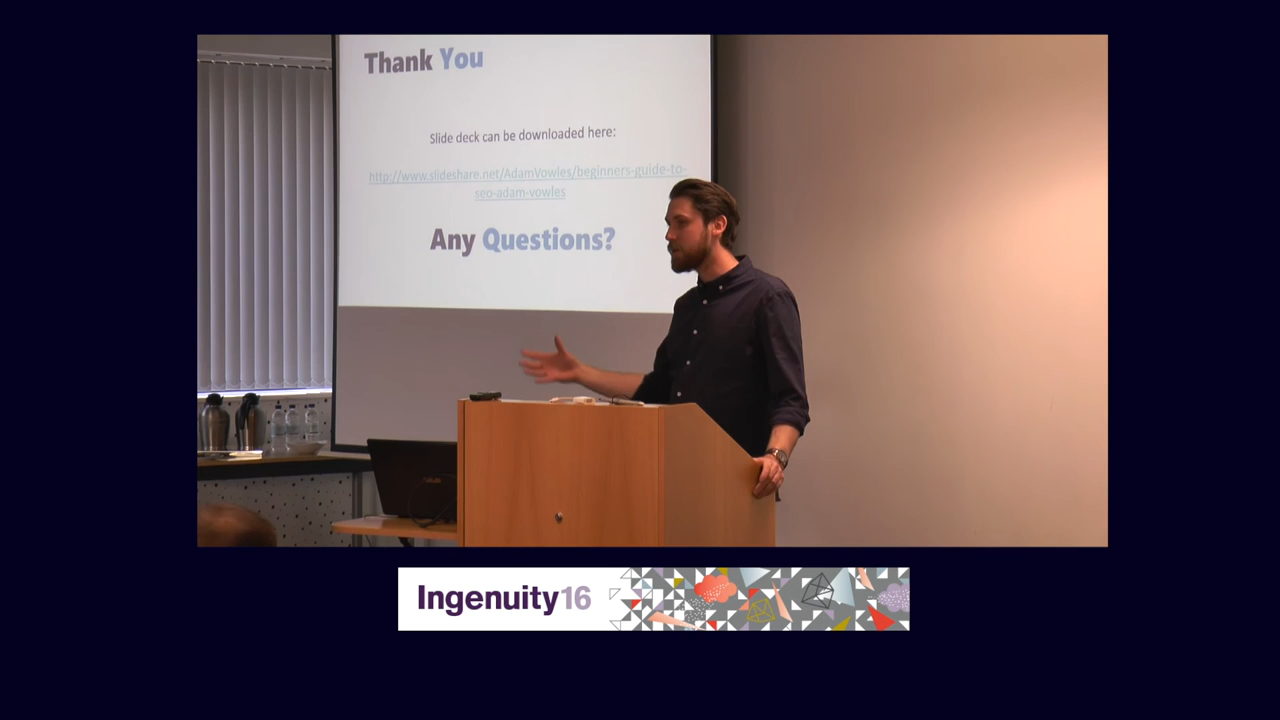 Thank You
Slide deck can be downloaded here:
http://www.slideshare.net/AdamVowles/beginners-guide-to-
seo-adam-vowles
Any Questions?
Ingenuity16